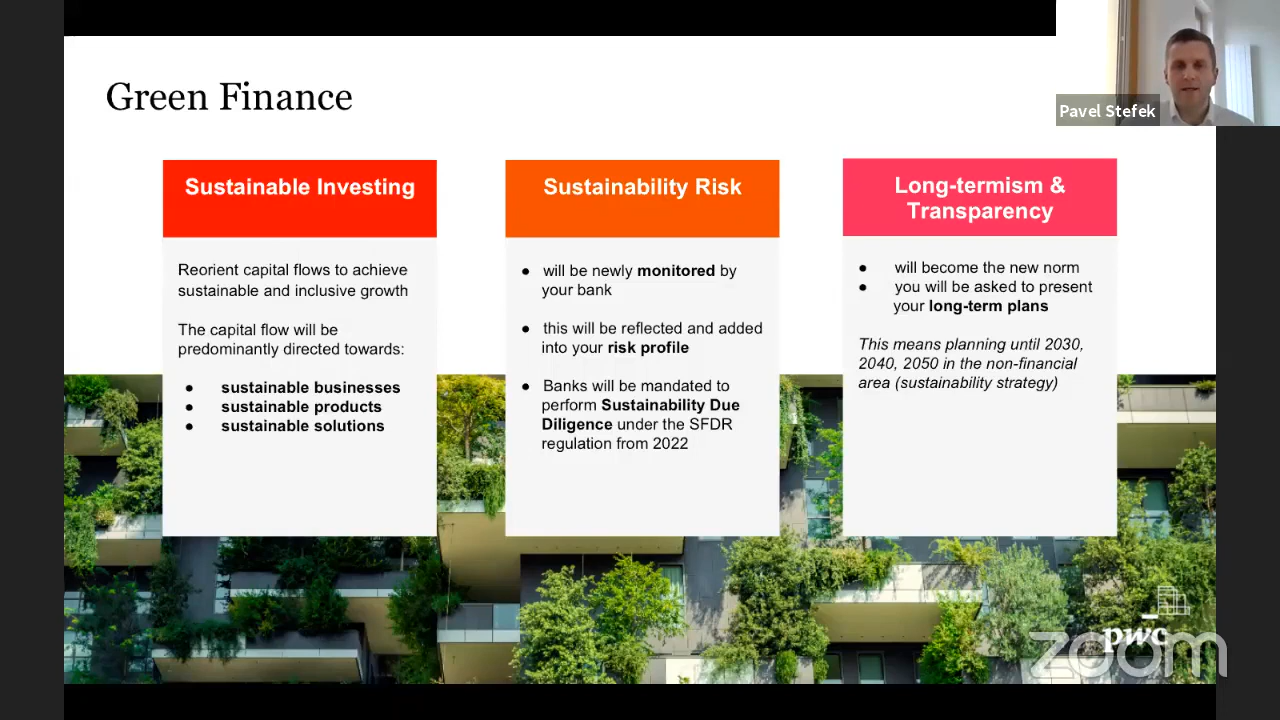 Green Finance
Pavel Stefek
Sustainable Investing
Reorient capital flows to achieve
sustainable and inclusive growth
The capital flow will be
predominantly directed towards:
● sustainable businesses
● sustainable products
● sustainable solutions
Sustainability Risk
● will be newly monitored by
your bank
● this will be reflected and added
into your risk profile
● Banks will be mandated to
perform Sustainability Due
Diligence under the SFDR
regulation from 2022
Long-termism &
Transparency
● will become the new norm
● you will be asked to present
your long-term plans
This means planning until 2030,
2040, 2050 in the non-financial
area (sustainability strategy)
pwc
zoom